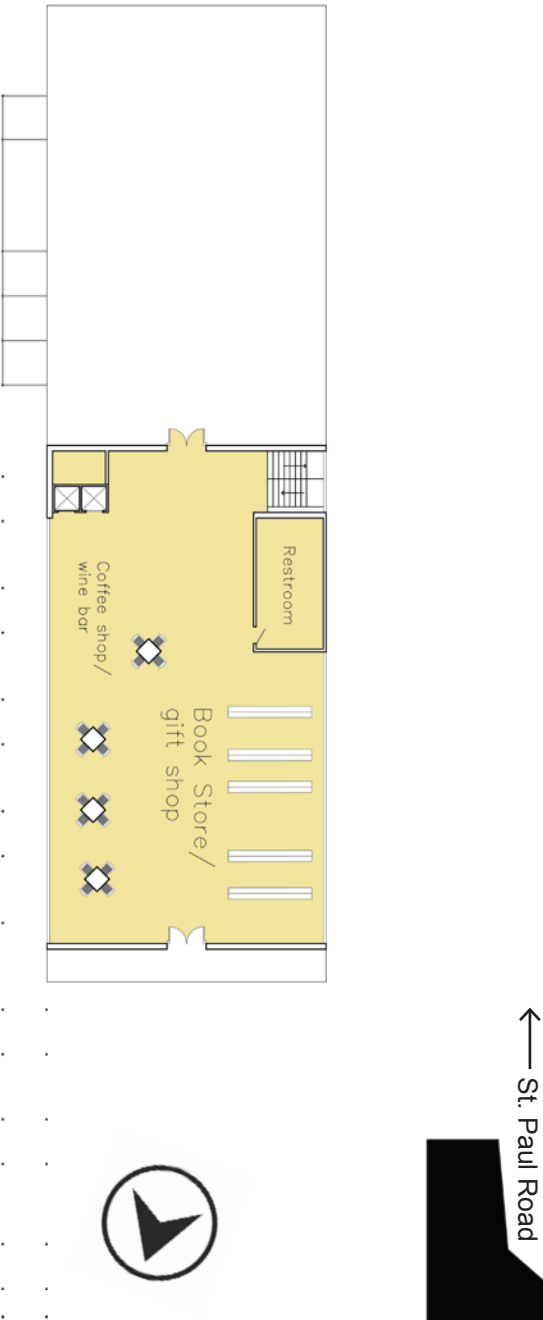 Restroom
Coffee shop/
wine bar
Book Store/
gift shop
St. Paul Road